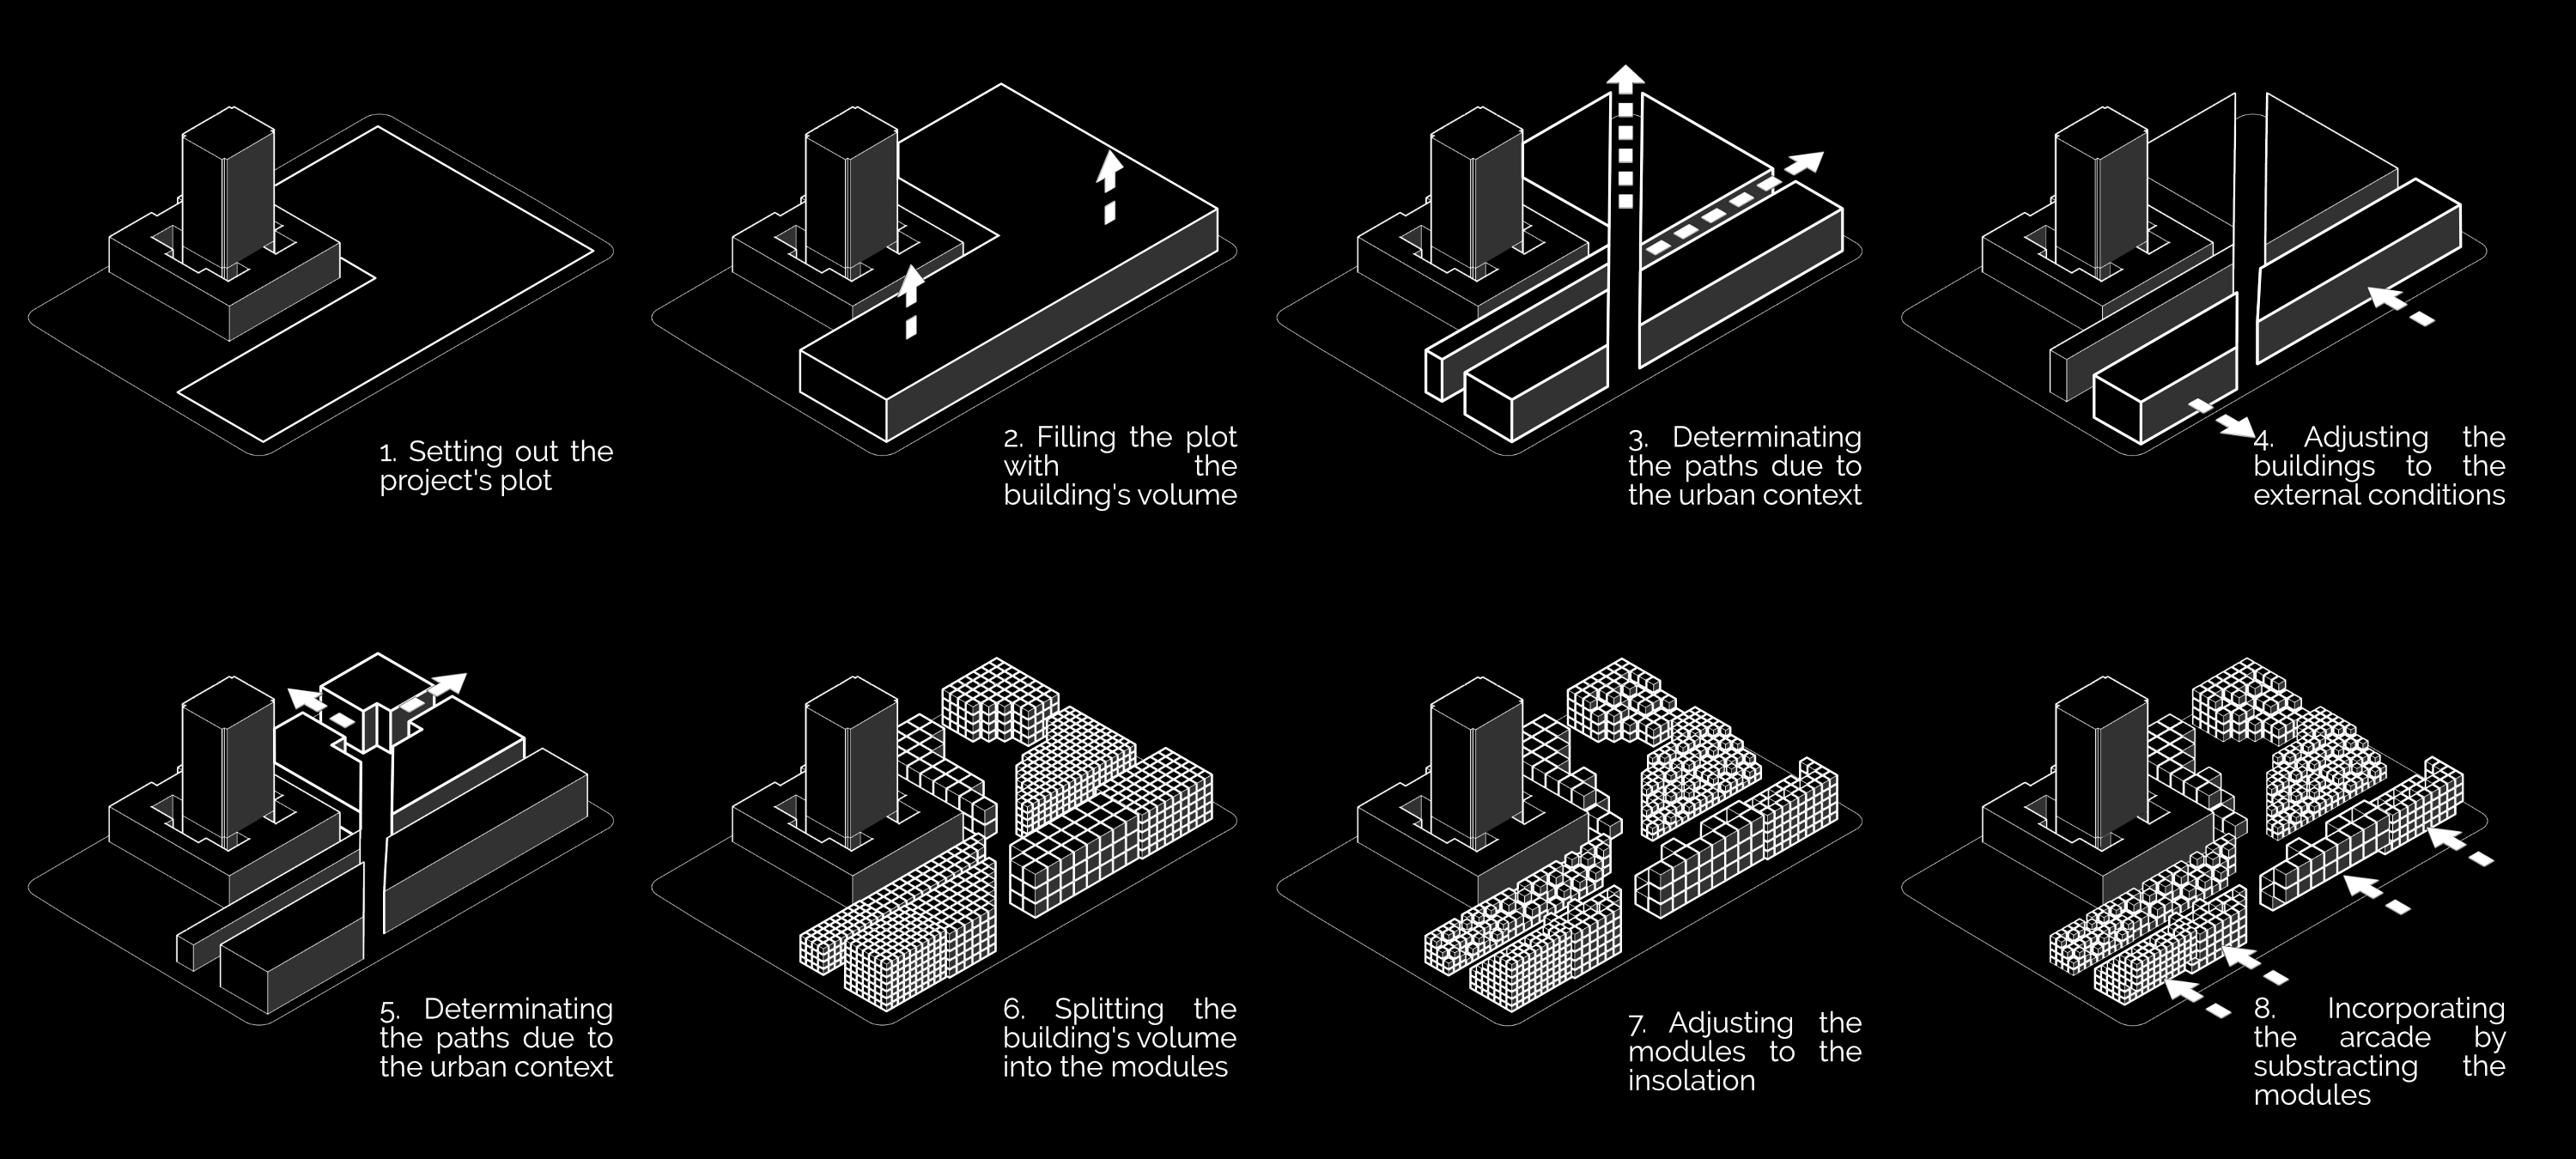 1. Setting out the
project's plot
2. Filling the plot
with the
building's volume
3. Determinating
the paths due to
the urban context
4. Adjusting the
buildings to the
external conditions
5. Determinating
the paths due to
the urban context
6. Splitting the
building's volume
into the modules
7. Adjusting the
modules to the
insolation
8. Incorporating
the arcade by
substracting the
modules